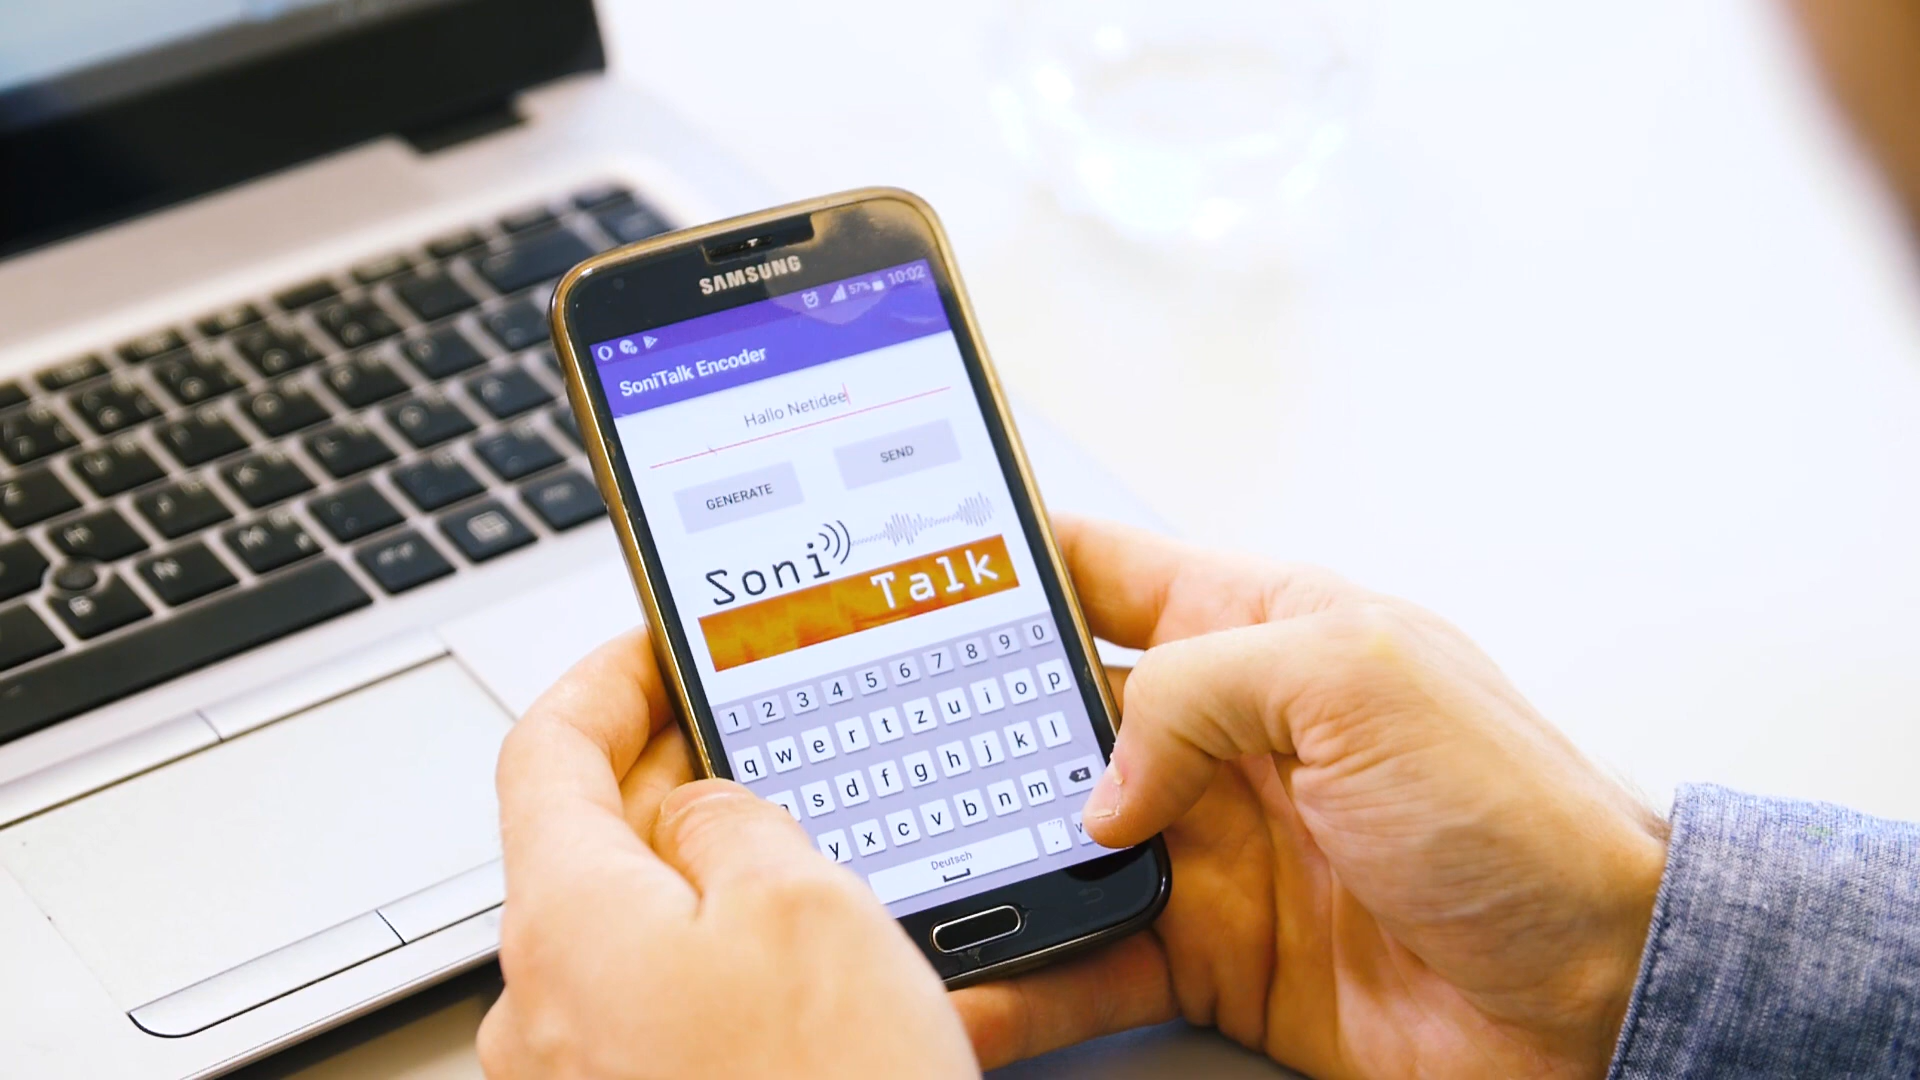 SAMSUNG
57% 10:02
SoniTalk Encoder
Hallo Netidee
SEND
GENERATE
Soni
Talk
1 2 3 4 5 6 7 8 9 0
q w e r t z u i o p
s d f g h j k l
y x c v b n m
Deutsch